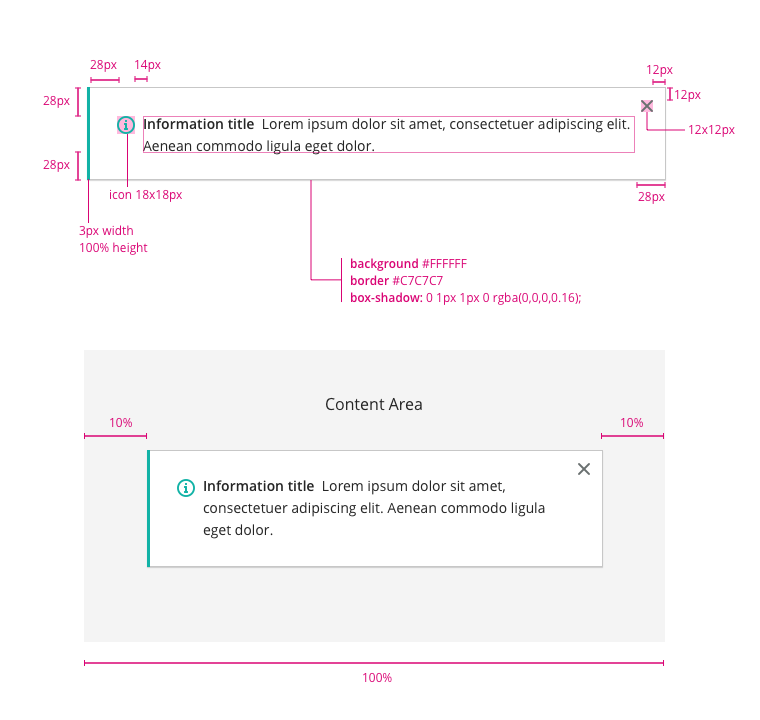 28px
14px
12px
28px
12px
Information title Lorem ipsum dolor sit amet, consectetuer adipiscing elit.
Aenean commodo ligula eget dolor.
12x12px
28px
icon 18x18px
28px
3px width
100% height
background #FFFFFF
border #C7C7C7
box-shadow: 0 1px 1px 0 rgba(0,0,0,0.16);
Content Area
10%
10%
Information title Lorem ipsum dolor sit amet,
consectetuer adipiscing elit. Aenean commodo ligula
eget dolor.
100%